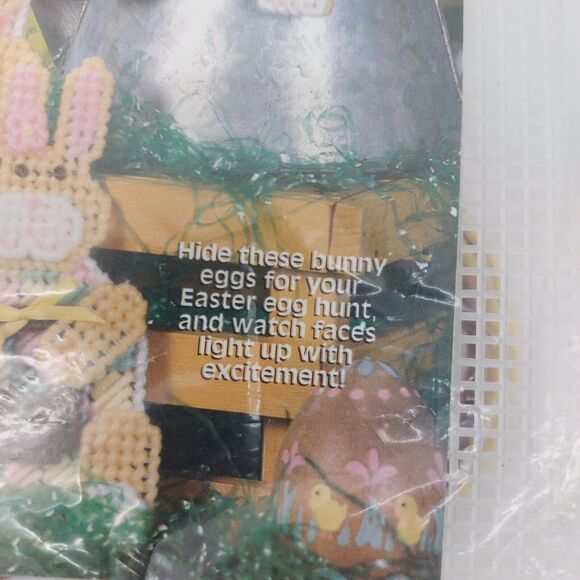 Hide these bunny
eggs for your
Easter egg hunt,
and watch faces
light up with
excitement!